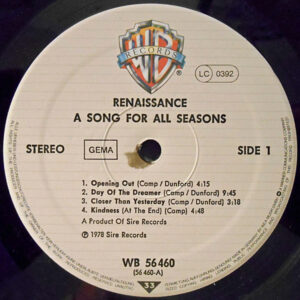 WB
RECORDS
LC 0392
RENAISSANCE
A SONG FOR ALL SEASONS
STEREO
GEMA
SIDE 1
1. Opening Out (Camp / Dunford) 4:15
2. Day Of The Dreamer (Camp / Dunford) 9:45
3. Closer Than Yesterday (Camp / Dunford) 3:18
4. Kindness (At The End) (Camp) 4:48
A Product Of Sire Records
Ⓟ 1978 Sire Records
WB 56 460
(56 460-A)
33